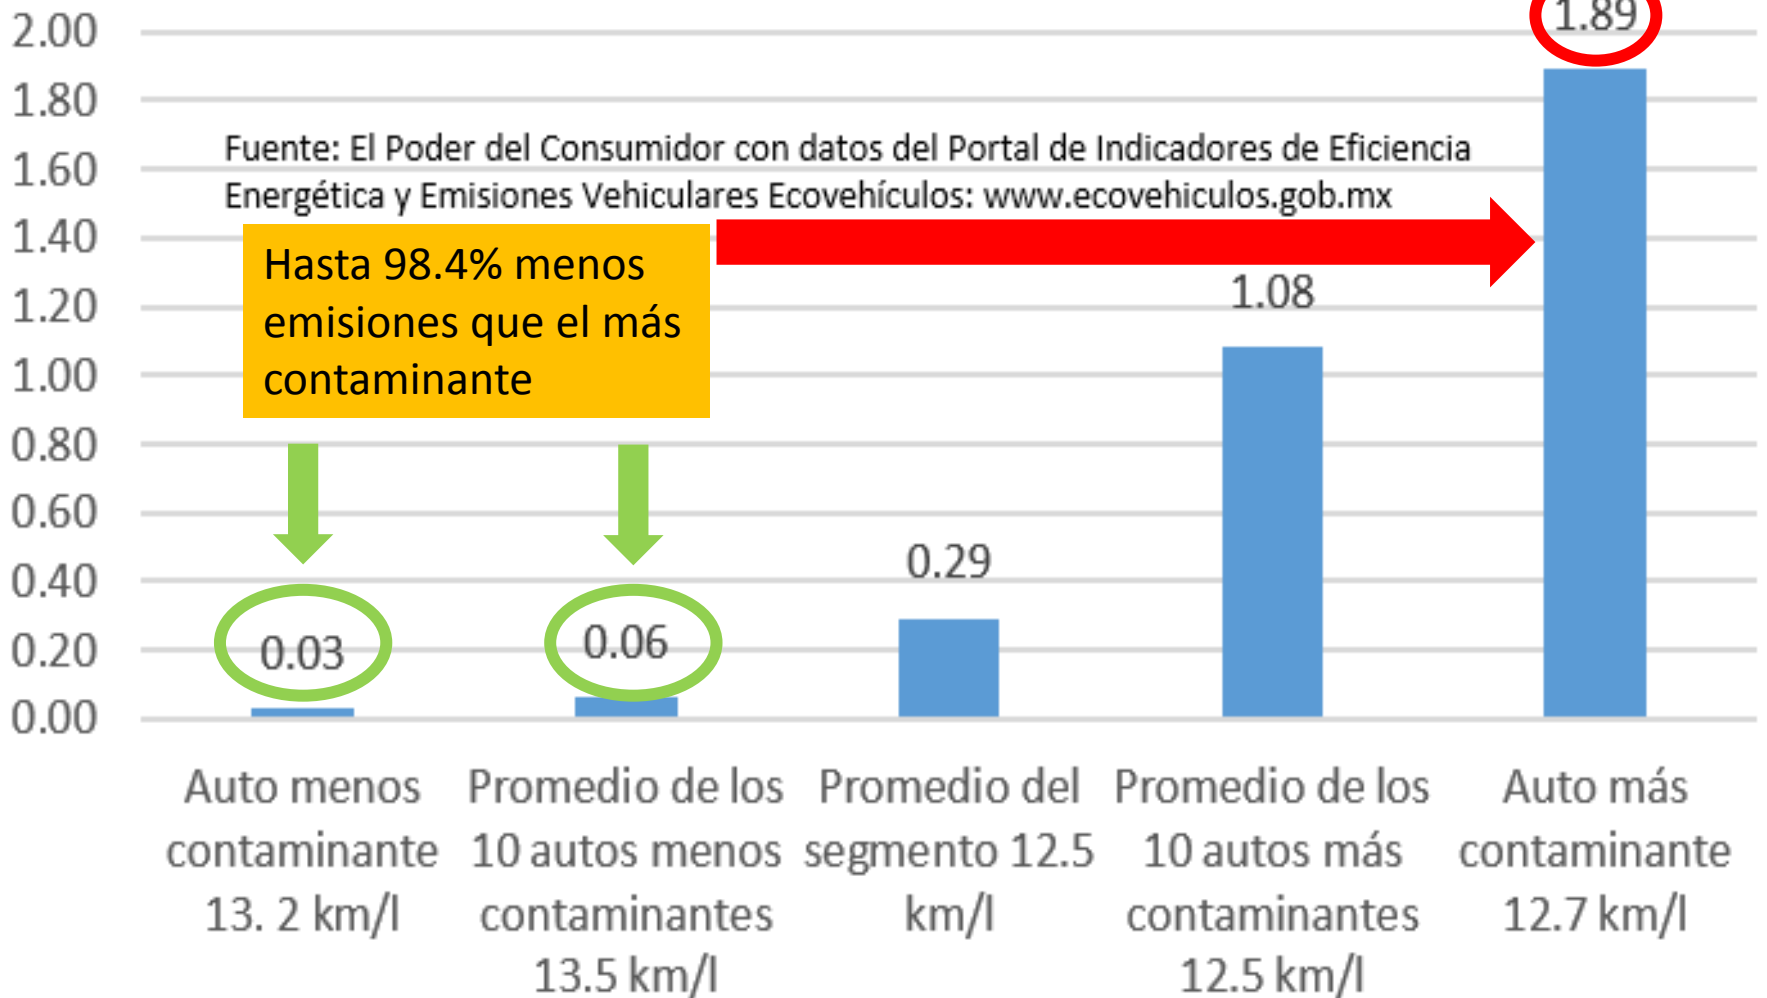 2.00
1.80
1.60
1.40
1.20
1.00
0.80
0.60
0.40
0.20
0.00
1.89
Fuente: El Poder del Consumidor con datos del Portal de Indicadores de Eficiencia
Energética y Emisiones Vehiculares Ecovehículos: www.ecovehiculos.gob.mx
Hasta 98.4% menos
emisiones que el más
contaminante
1.08
0.29
0.03
0.06
Auto menos
contaminante
13. 2 km/l
Promedio de los
10 autos menos
contaminantes
13.5 km/l
Promedio del
segmento 12.5
km/l
Promedio de los
10 autos más
contaminantes
12.5 km/l
Auto más
contaminante
12.7 km/l